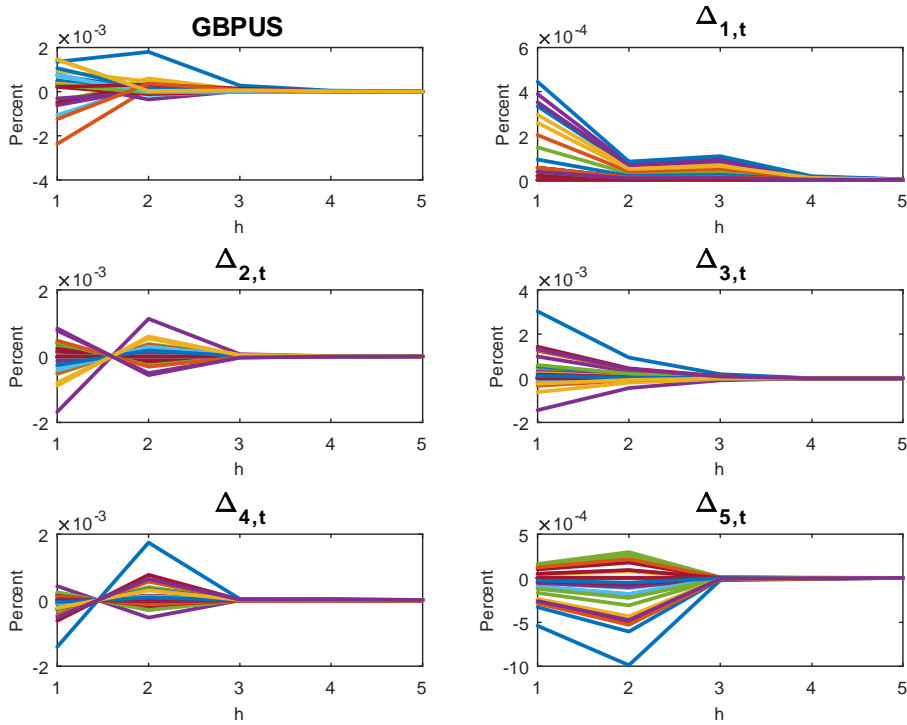 GBPUS
×10⁻³
Percent
2
0
-2
-4
1 2 3 4 5
h
Δ₁,ₜ
×10⁻⁴
Percent
6
4
2
0
1 2 3 4 5
h
Δ₂,ₜ
×10⁻³
Percent
2
0
-2
1 2 3 4 5
h
Δ₃,ₜ
×10⁻³
Percent
4
2
0
-2
1 2 3 4 5
h
Δ₄,ₜ
×10⁻³
Percent
2
0
-2
1 2 3 4 5
h
Δ₅,ₜ
×10⁻⁴
Percent
5
0
-5
-10
1 2 3 4 5
h